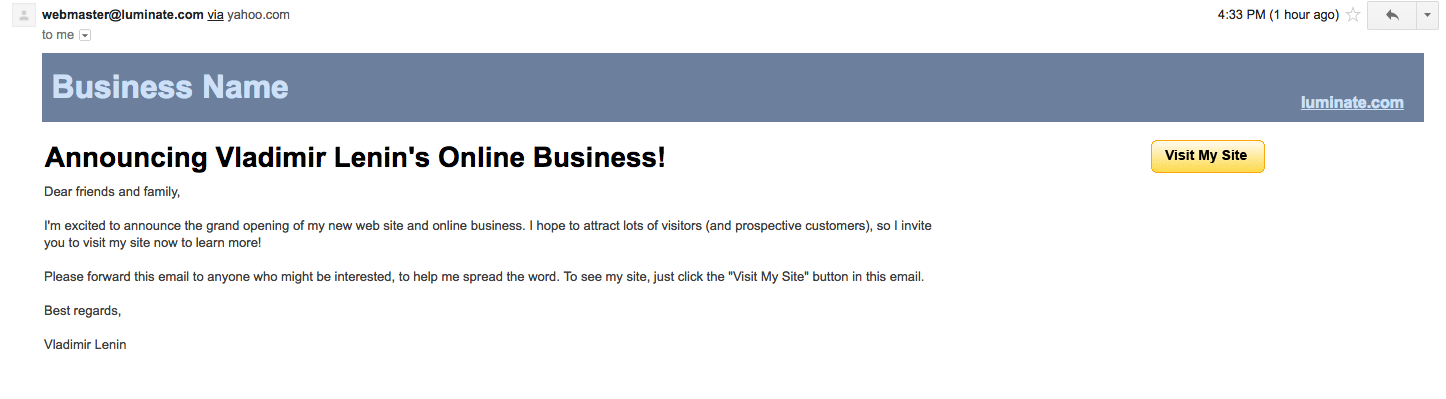 webmaster@luminate.com via yahoo.com
4:33 PM (1 hour ago)
to me
Business Name
luminate.com
Announcing Vladimir Lenin's Online Business!
Visit My Site
Dear friends and family,
I'm excited to announce the grand opening of my new web site and online business. I hope to attract lots of visitors (and prospective customers), so I invite
you to visit my site now to learn more!
Please forward this email to anyone who might be interested, to help me spread the word. To see my site, just click the "Visit My Site" button in this email.
Best regards,
Vladimir Lenin